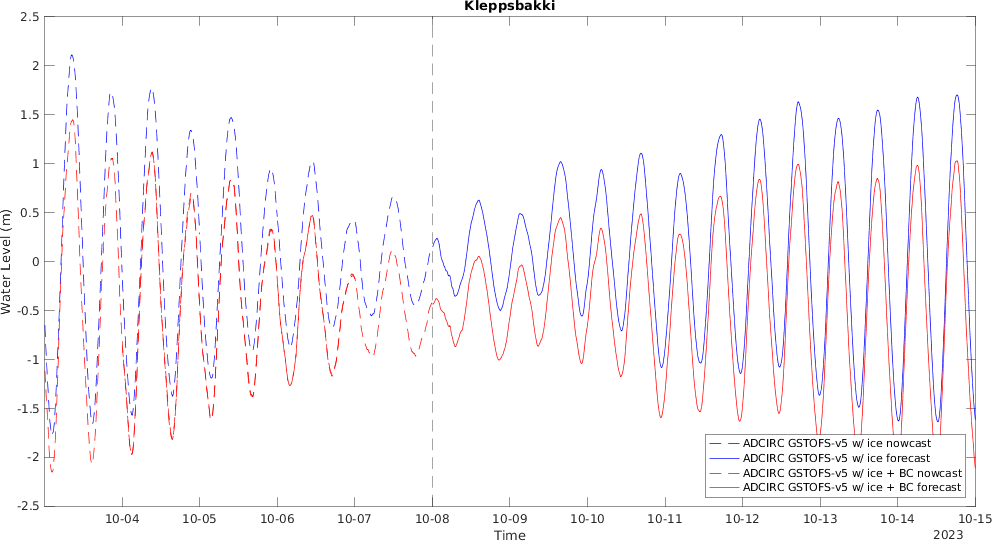 Kleppsbakki
2.5
2
1.5
1
0.5
0
-0.5
-1
-1.5
-2
-2.5
Water Level (m)
10-04 10-05 10-06 10-07 10-08 10-09 10-10 10-11 10-12 10-13 10-14 10-15
Time
2023
ADCIRC GSTOFS-v5 w/ ice nowcast
ADCIRC GSTOFS-v5 w/ ice forecast
ADCIRC GSTOFS-v5 w/ ice + BC nowcast
ADCIRC GSTOFS-v5 w/ ice + BC forecast